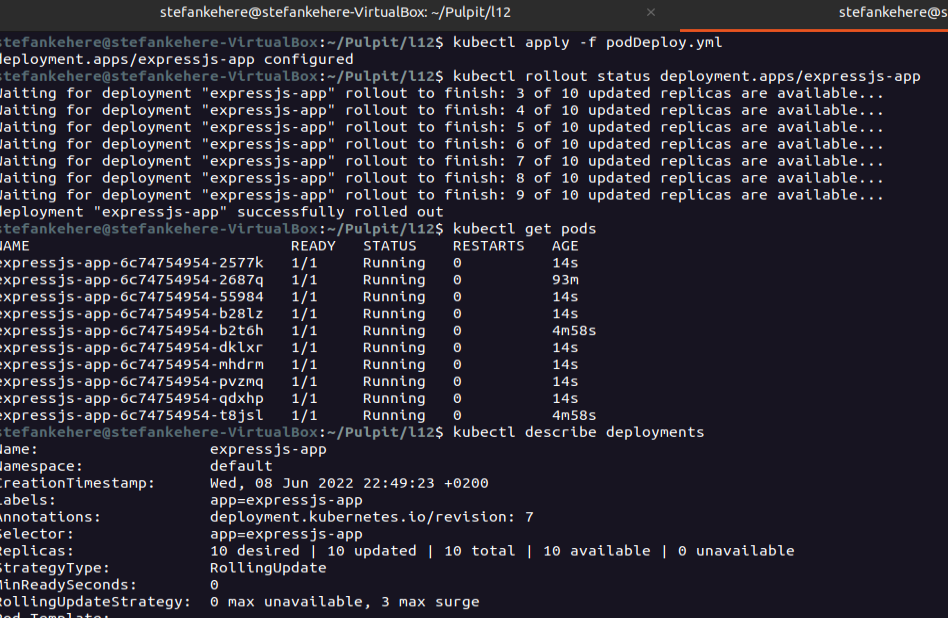 stefankehere@stefankehere-VirtualBox: ~/Pulpit/l12 × stefankehere@s
stefankehere@stefankehere-VirtualBox:~/Pulpit/l12$ kubectl apply -f podDeploy.yml
deployment.apps/expressjs-app configured
stefankehere@stefankehere-VirtualBox:~/Pulpit/l12$ kubectl rollout status deployment.apps/expressjs-app
Waiting for deployment "expressjs-app" rollout to finish: 3 of 10 updated replicas are available...
Waiting for deployment "expressjs-app" rollout to finish: 4 of 10 updated replicas are available...
Waiting for deployment "expressjs-app" rollout to finish: 5 of 10 updated replicas are available...
Waiting for deployment "expressjs-app" rollout to finish: 6 of 10 updated replicas are available...
Waiting for deployment "expressjs-app" rollout to finish: 7 of 10 updated replicas are available...
Waiting for deployment "expressjs-app" rollout to finish: 8 of 10 updated replicas are available...
Waiting for deployment "expressjs-app" rollout to finish: 9 of 10 updated replicas are available...
deployment "expressjs-app" successfully rolled out
stefankehere@stefankehere-VirtualBox:~/Pulpit/l12$ kubectl get pods
NAME READY STATUS RESTARTS AGE
expressjs-app-6c74754954-2577k 1/1 Running 0 14s
expressjs-app-6c74754954-2687q 1/1 Running 0 93m
expressjs-app-6c74754954-55984 1/1 Running 0 14s
expressjs-app-6c74754954-b28lz 1/1 Running 0 14s
expressjs-app-6c74754954-b2t6h 1/1 Running 0 4m58s
expressjs-app-6c74754954-dklxr 1/1 Running 0 14s
expressjs-app-6c74754954-mhdrm 1/1 Running 0 14s
expressjs-app-6c74754954-pvzmq 1/1 Running 0 14s
expressjs-app-6c74754954-qdxhp 1/1 Running 0 14s
expressjs-app-6c74754954-t8jsl 1/1 Running 0 4m58s
stefankehere@stefankehere-VirtualBox:~/Pulpit/l12$ kubectl describe deployments
Name: expressjs-app
Namespace: default
CreationTimestamp: Wed, 08 Jun 2022 22:49:23 +0200
Labels: app=expressjs-app
Annotations: deployment.kubernetes.io/revision: 7
Selector: app=expressjs-app
Replicas: 10 desired | 10 updated | 10 total | 10 available | 0 unavailable
StrategyType: RollingUpdate
MinReadySeconds: 0
RollingUpdateStrategy: 0 max unavailable, 3 max surge
Pod Template: